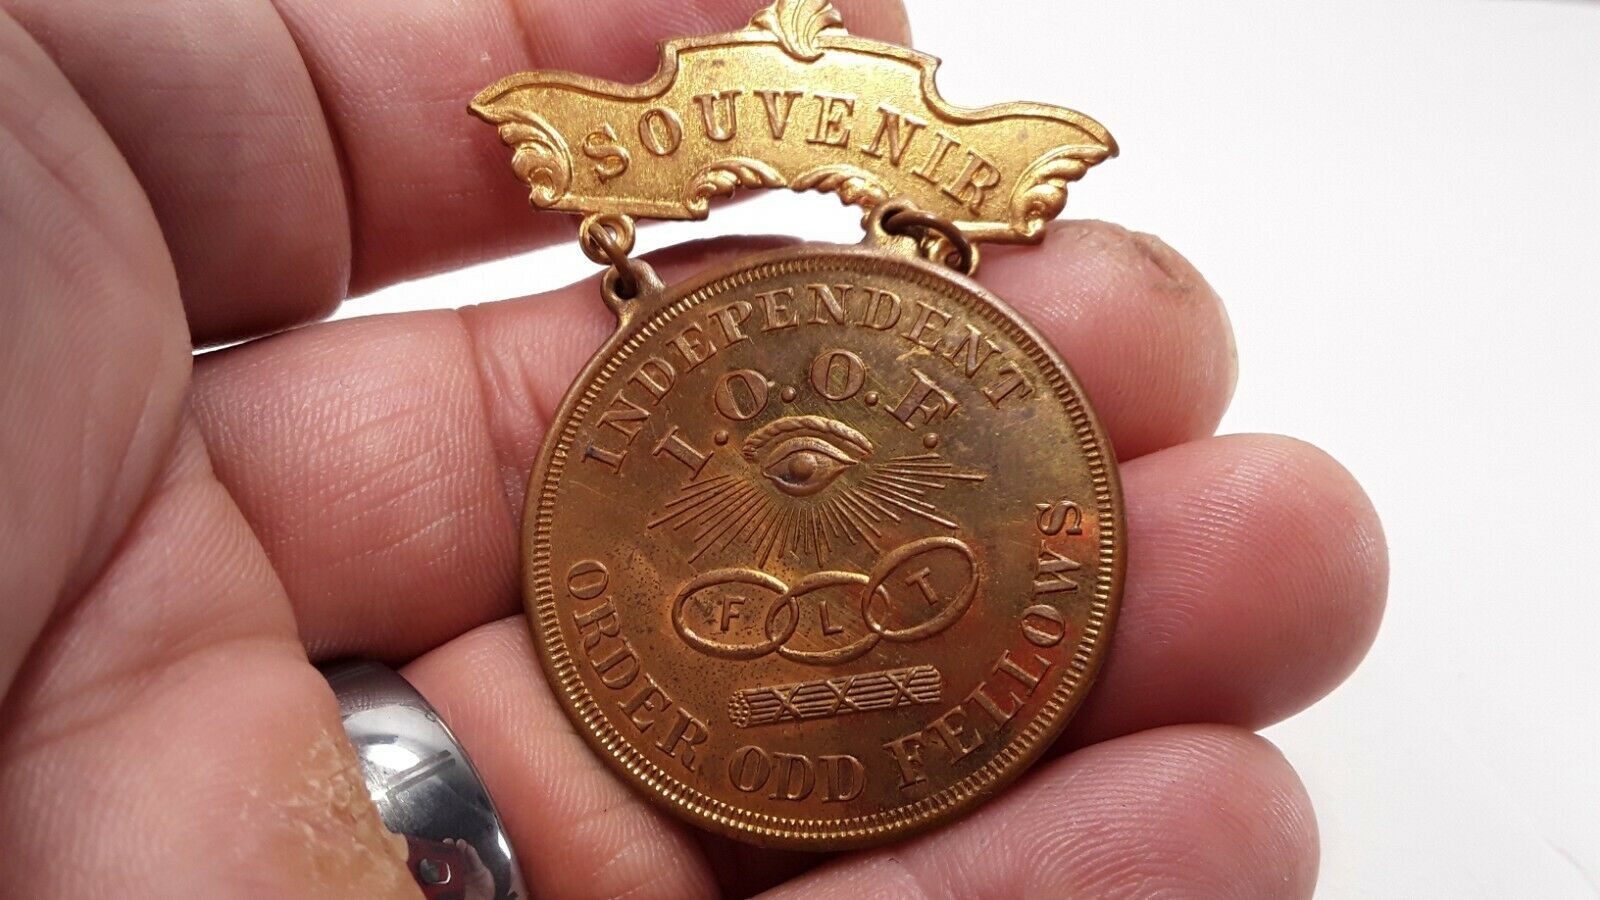 SOUVENIR
INDEPENDENT
I.O.O.F.
F L T
ORDER ODD FELLOWS